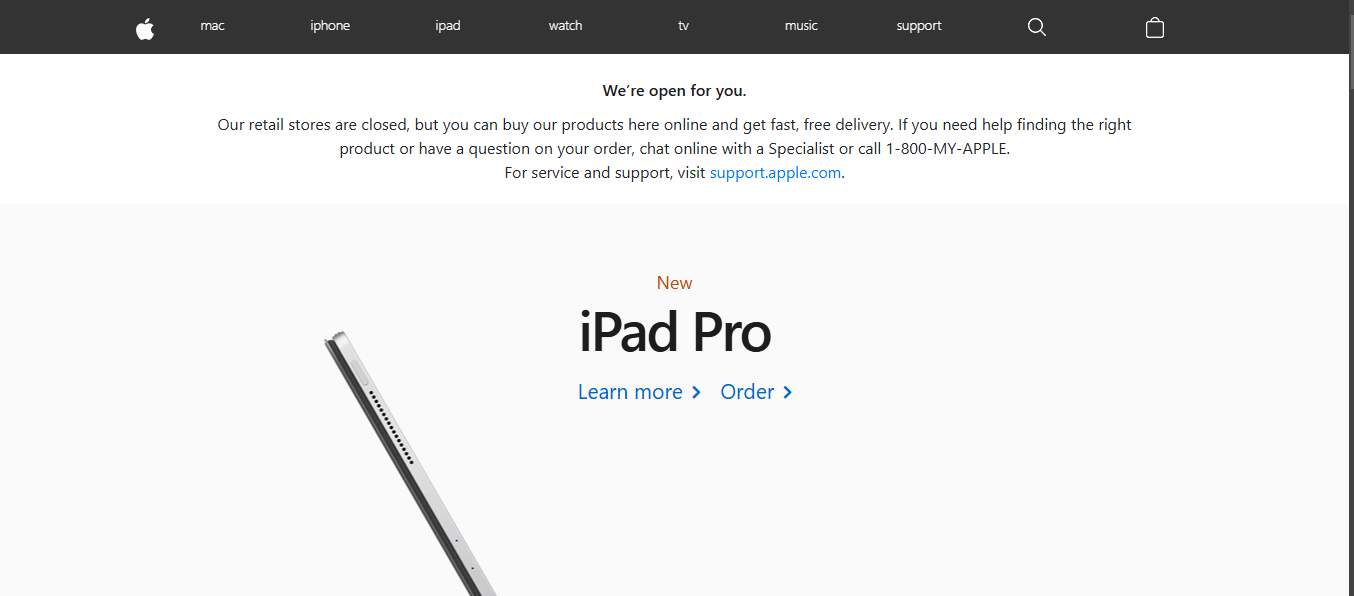 mac iphone ipad watch tv music support
We're open for you.
Our retail stores are closed, but you can buy our products here online and get fast, free delivery. If you need help finding the right
product or have a question on your order, chat online with a Specialist or call 1-800-MY-APPLE.
For service and support, visit support.apple.com.
New
iPad Pro
Learn more Order